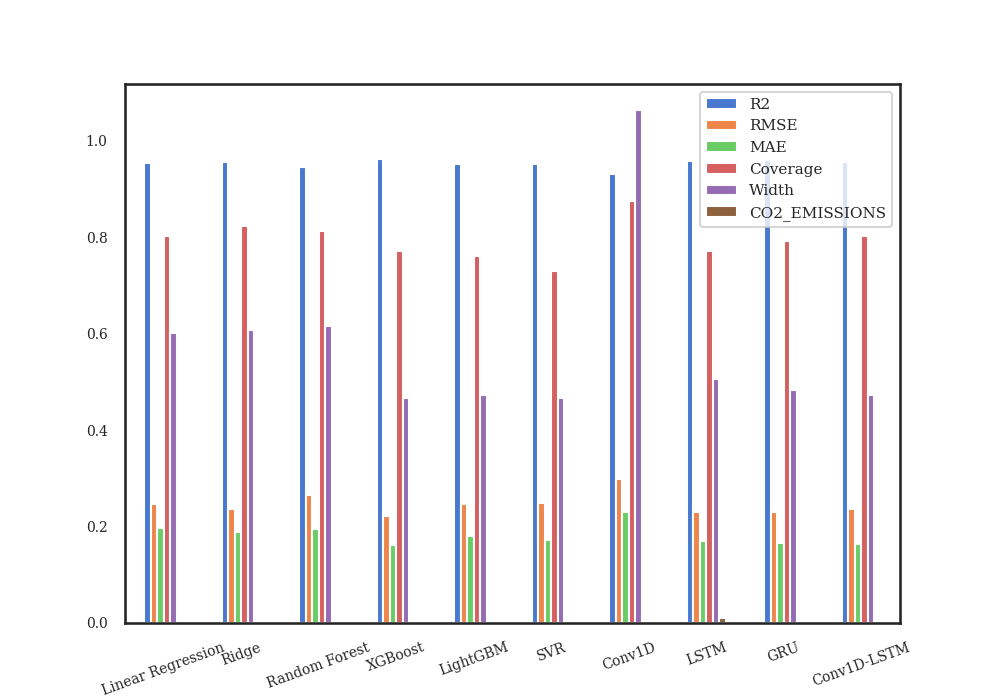 R2
RMSE
MAE
Coverage
Width
CO2_EMISSIONS
1.0
0.8
0.6
0.4
0.2
0.0
Linear Regression
Ridge
Random Forest
XGBoost
LightGBM
SVR
Conv1D
LSTM
GRU
Conv1D-LSTM